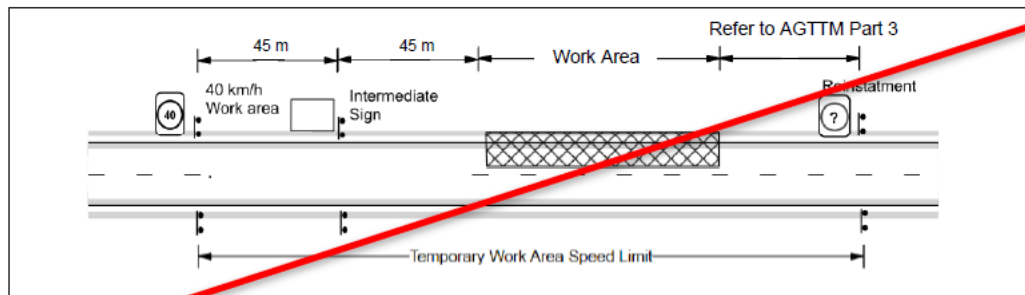 Refer to AGTTM Part 3
45 m
45 m
Work Area
40 km/h
Work area
40
Intermediate
Sign
Reinstatment
?
Temporary Work Area Speed Limit